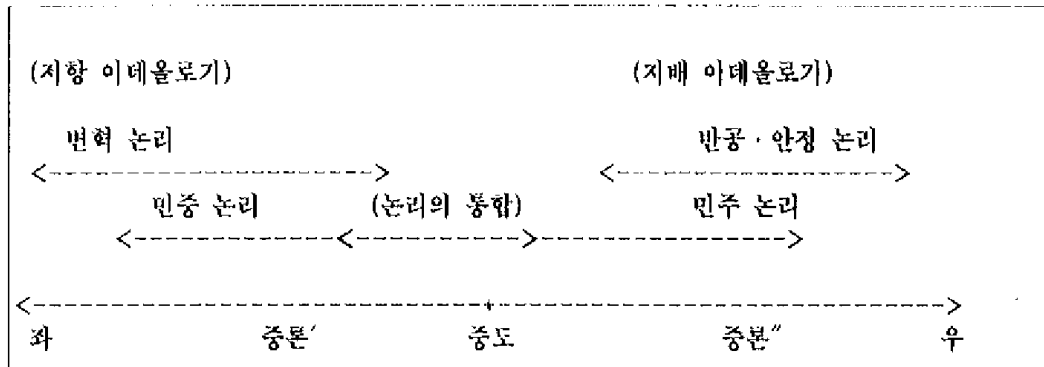 (저항 이데올로기) (지배 이데올로기)
변혁 논리 반공·안정 논리
민중 논리 (논리의 통합) 민주 논리
좌 중론′ 중도 중론″ 우